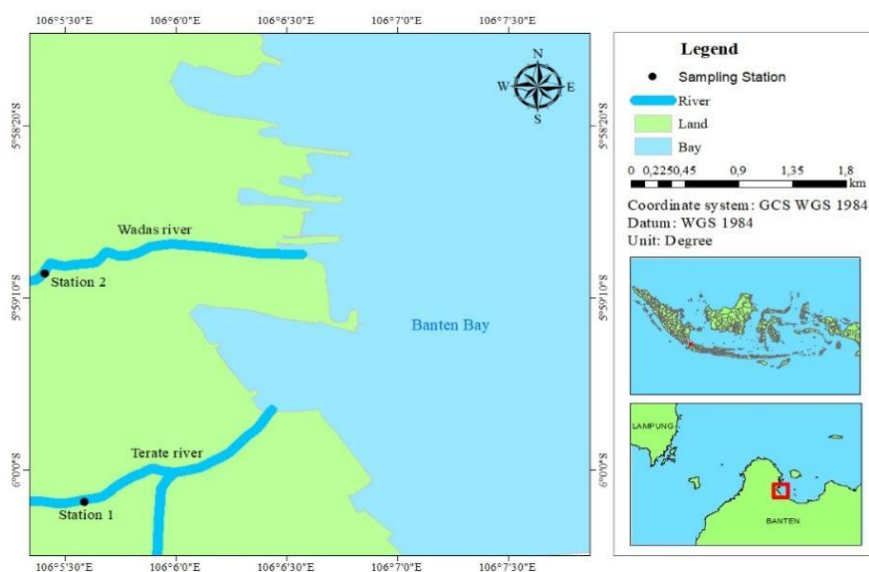 106°5'30"E 106°6'0"E 106°6'30"E 106°7'0"E 106°7'30"E
N
W E
S
5°58'20"S 5°58'20"S
Wadas river
Station 2
5°59'10"S 5°59'10"S
Banten Bay
Terate river
6°0'0"S 6°0'0"S
Station 1
106°5'30"E 106°6'0"E 106°6'30"E 106°7'0"E 106°7'30"E
Legend
Sampling Station
River
Land
Bay
0 0,2250,45 0,9 1,35 1,8
km
Coordinate system: GCS WGS 1984
Datum: WGS 1984
Unit: Degree
LAMPUNG
BANTEN